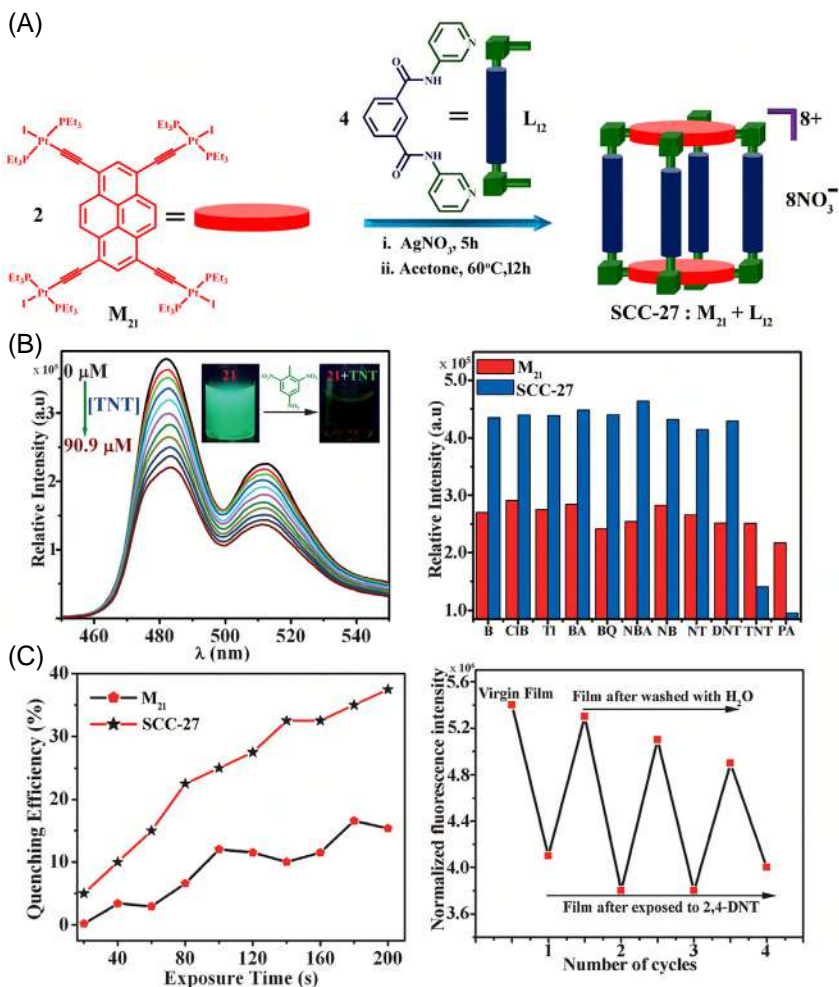 (A)
2
I
PEt3
Pt
Et3P
PEt3
I
Pt
Et3P
Et3P
Pt
I
PEt3
Et3P
Pt
I
PEt3
=
M21
4
N
NH
O
O
NH
N
=
L12
i. AgNO3, 5h
ii. Acetone, 60°C,12h
8+
8NO3−
SCC-27 : M21 + L12
(B)
× 10^5
0 μM
[TNT]
90.9 μM
21
O2N
NO2
21+TNT
Relative Intensity (a.u)
3
1
460 480 500 520 540
λ (nm)
× 10^5
M21
SCC-27
Relative Intensity (a.u)
5.0
4.0
3.0
2.0
1.0
B ClB Tl BA BQ NBA NB NT DNT TNT PA
(C)
M21
SCC-27
Quenching Efficiency (%)
40
30
20
10
0
40 80 120 160 200
Exposure Time (s)
× 10^6
Virgin Film
Film after washed with H2O
Film after exposed to 2,4-DNT
Normalized fluorescence intensity
5.4
4.8
4.2
3.6
1 2 3 4
Number of cycles